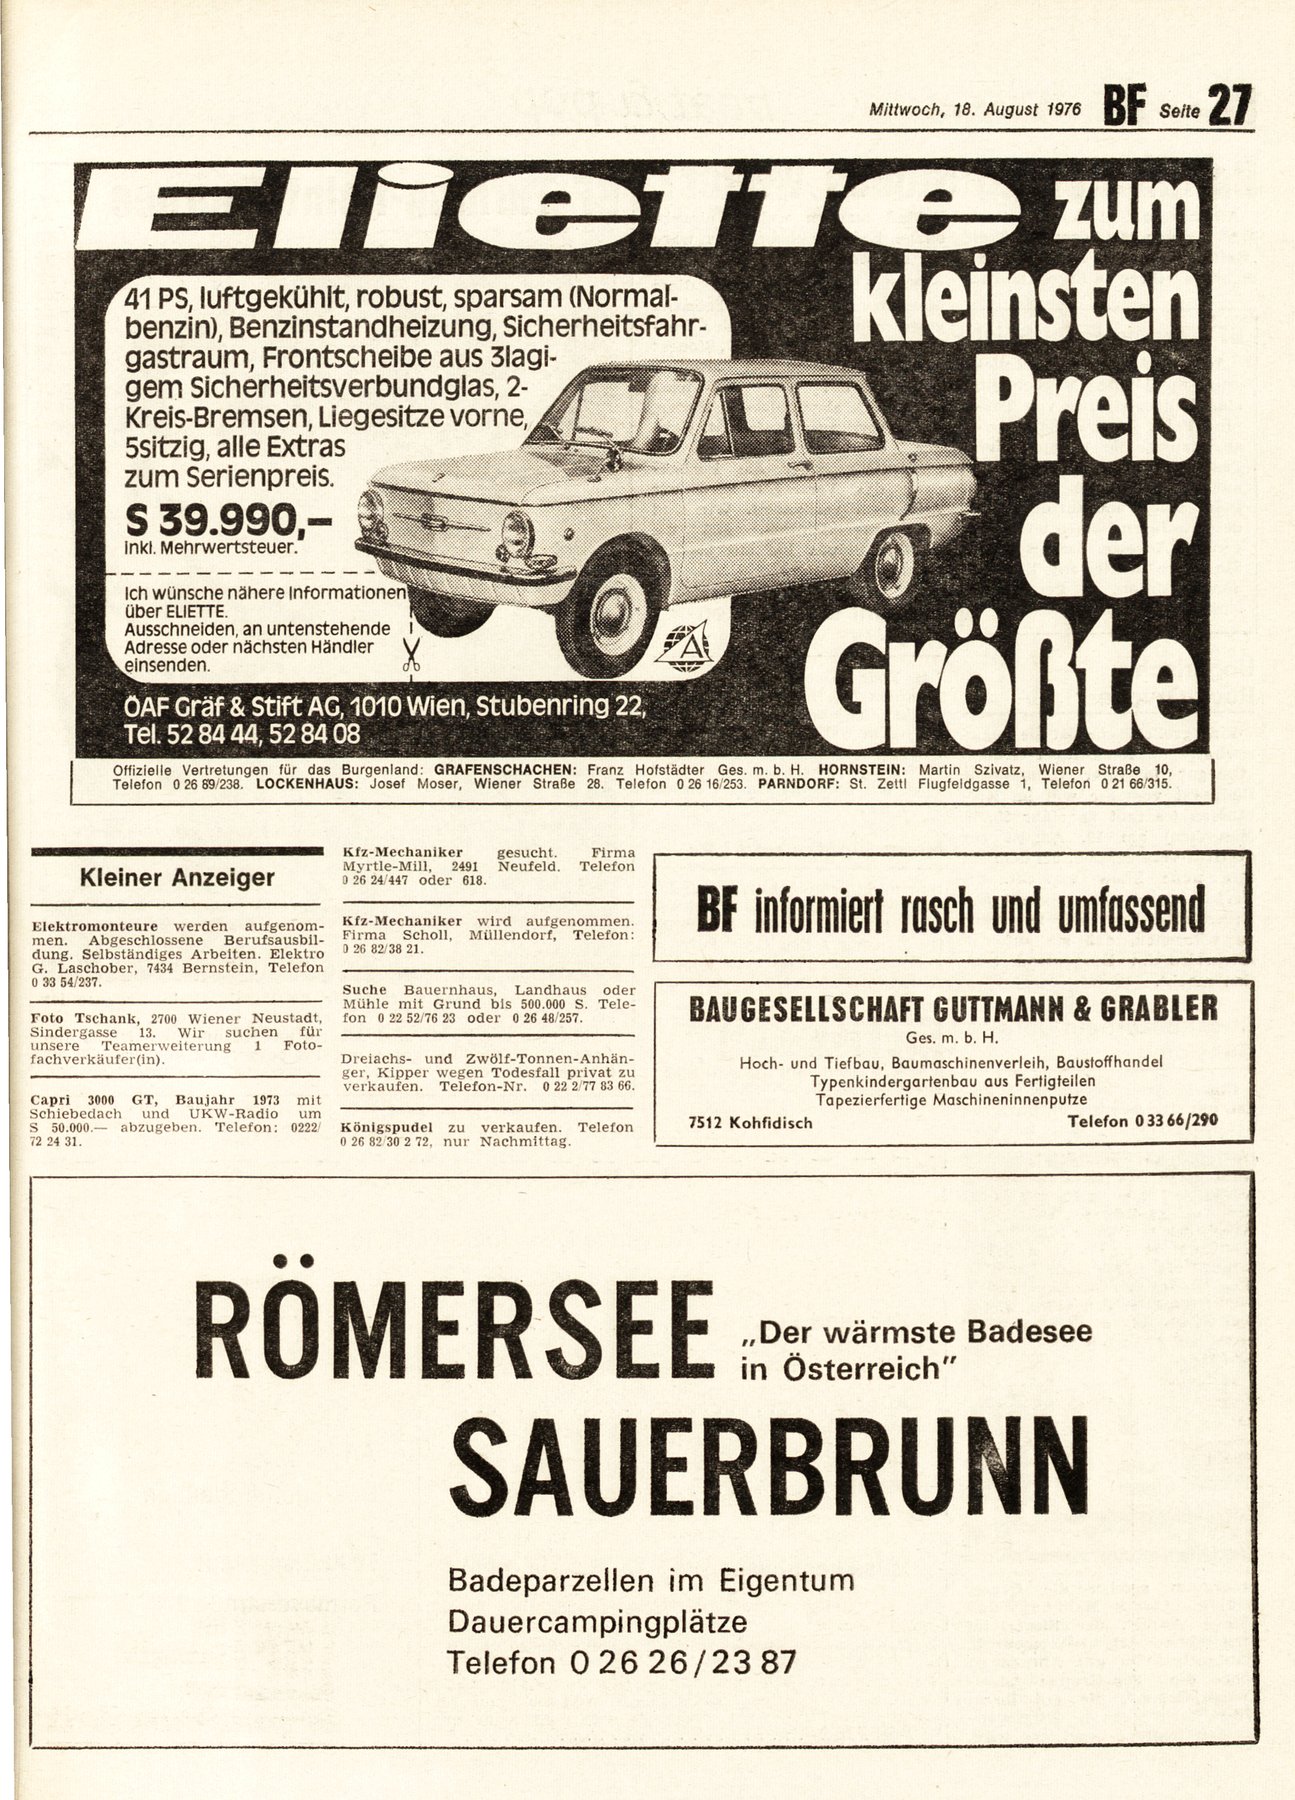 Mittwoch, 18. August 1976 BF Seite 27
Eliette zum
kleinsten
Preis
der
Größte
41 PS, luftgekühlt, robust, sparsam (Normal-
benzin), Benzinstandheizung, Sicherheitsfahr-
gastraum, Frontscheibe aus 3lagi-
gem Sicherheitsverbundglas, 2-
Kreis-Bremsen, Liegesitze vorne,
5sitzig, alle Extras
zum Serienpreis.
S 39.990,–
inkl. Mehrwertsteuer.
Ich wünsche nähere Informationen
über ELIETTE.
Ausschneiden, an untenstehende
Adresse oder nächsten Händler
einsenden.
ÖAF Gräf & Stift AG, 1010 Wien, Stubenring 22,
Tel. 52 84 44, 52 84 08
Offizielle Vertretungen für das Burgenland: GRAFENSCHACHEN: Franz Hofstädter Ges. m. b. H. HORNSTEIN: Martin Szivatz, Wiener Straße 10,
Telefon 0 26 89/238. LOCKENHAUS: Josef Moser, Wiener Straße 28. Telefon 0 26 16/253. PARNDORF: St. Zettl Flugfeldgasse 1, Telefon 0 21 66/315.
Kleiner Anzeiger
Elektromonteure werden aufgenom-
men. Abgeschlossene Berufsausbil-
dung. Selbständiges Arbeiten. Elektro
G. Laschober, 7434 Bernstein, Telefon
0 33 54/237.
Foto Tschank, 2700 Wiener Neustadt,
Sindergasse 13. Wir suchen für
unsere Teamerweiterung 1 Foto-
fachverkäufer(in).
Capri 3000 GT, Baujahr 1973 mit
Schiebedach und UKW-Radio um
S 50.000.— abzugeben. Telefon: 0222/
72 24 31.
Kfz-Mechaniker gesucht. Firma
Myrtle-Mill, 2491 Neufeld. Telefon
0 26 24/447 oder 618.
Kfz-Mechaniker wird aufgenommen.
Firma Scholl, Müllendorf, Telefon:
0 26 82/38 21.
Suche Bauernhaus, Landhaus oder
Mühle mit Grund bis 500.000 S. Tele-
fon 0 22 52/76 23 oder 0 26 48/257.
Dreiachs- und Zwölf-Tonnen-Anhän-
ger, Kipper wegen Todesfall privat zu
verkaufen. Telefon-Nr. 0 22 2/77 83 66.
Königspudel zu verkaufen. Telefon
0 26 82/30 2 72, nur Nachmittag.
BF informiert rasch und umfassend
BAUGESELLSCHAFT GUTTMANN & GRABLER
Ges. m. b. H.
Hoch- und Tiefbau, Baumaschinenverleih, Baustoffhandel
Typenkindergartenbau aus Fertigteilen
Tapezierfertige Maschineninnenputze
7512 Kohfidisch Telefon 0 33 66/290
RÖMERSEE „Der wärmste Badesee
in Österreich”
SAUERBRUNN
Badeparzellen im Eigentum
Dauercampingplätze
Telefon 0 26 26/23 87